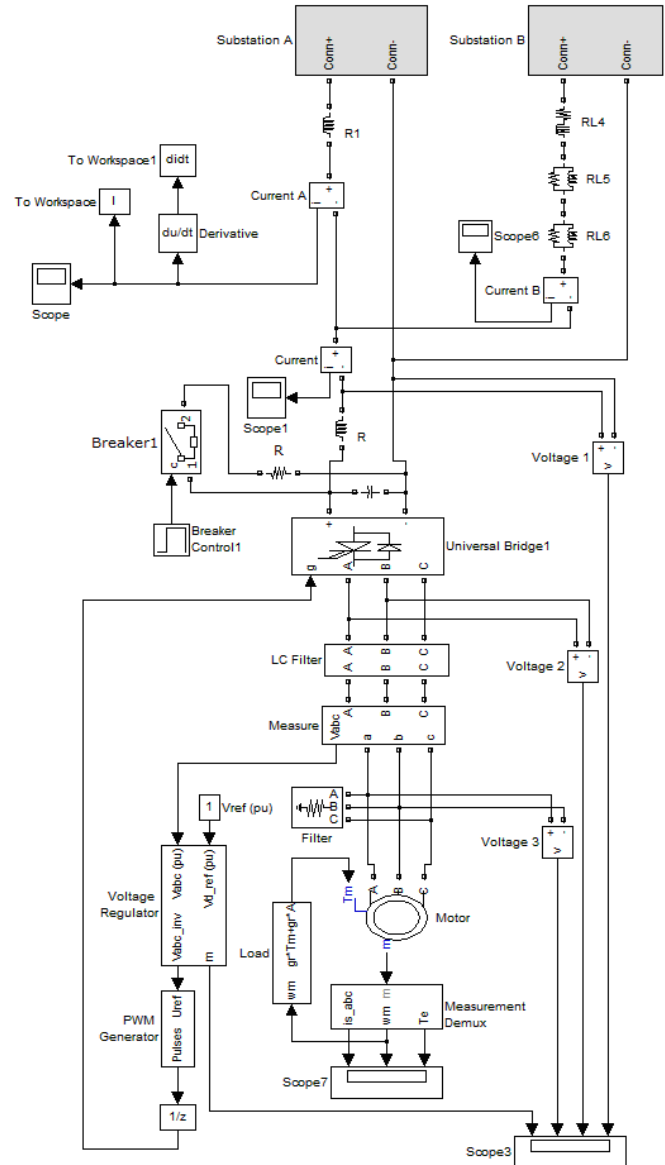 Substation A
Conn+
Conn-
Substation B
Conn+
Conn-
R1
RL4
To Workspace1
didt
RL5
To Workspace
I
Current A
+
-
i
du/dt
Derivative
Scope6
RL6
Scope
Current B
+
-
i
Current
+
-
i
Scope1
R
Breaker1
2
c
1
R
Voltage 1
+
-
v
Breaker
Control1
+
-
Universal Bridge1
g
A
B
C
LC Filter
A
B
C
A
B
C
Voltage 2
+
-
v
Measure
Vabc
A
B
C
a
b
c
1
Vref (pu)
A
B
C
Filter
Voltage 3
+
-
v
Voltage
Regulator
Vabc (pu)
Vd_ref (pu)
Vabc_inv
m
Tm
A
B
C
Motor
m
Load
gr*Tm+gr*A
wm
PWM
Generator
Uref
Pulses
m
is_abc
wm
Te
Measurement
Demux
Scope7
1/z
Scope3